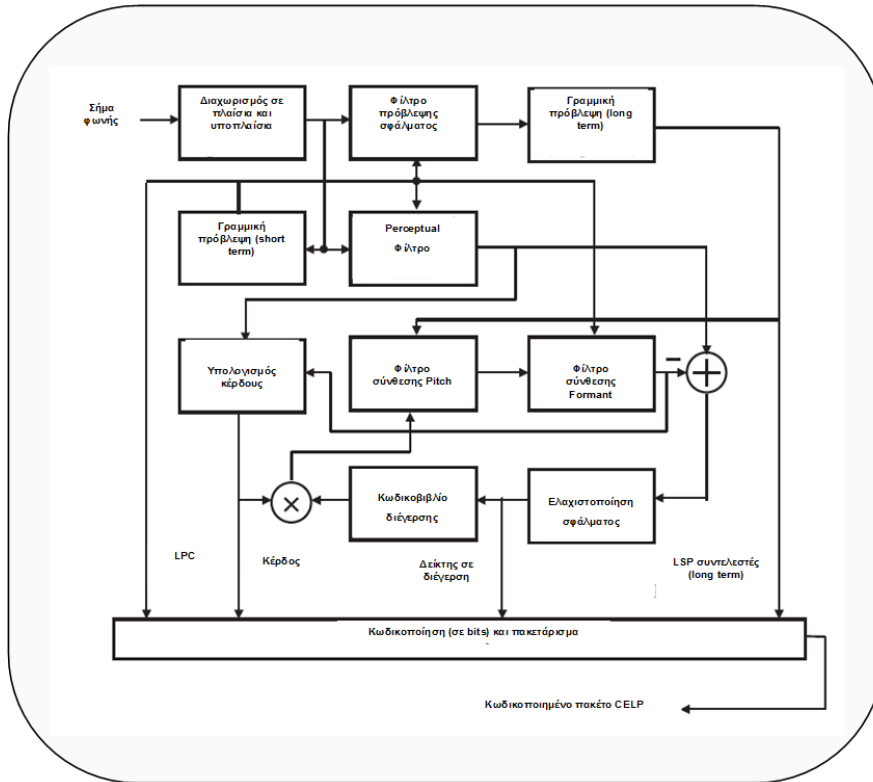 Σήμα
φωνής
Διαχωρισμός σε
πλαίσια και
υποπλαίσια
Φίλτρο
πρόβλεψης
σφάλματος
Γραμμική
πρόβλεψη (long
term)
Γραμμική
πρόβλεψη (short
term)
Perceptual
Φίλτρο
Υπολογισμός
κέρδους
Φίλτρο
σύνθεσης Pitch
Φίλτρο
σύνθεσης
Formant
Κωδικοβιβλίο
διέγερσης
Ελαχιστοποίηση
σφάλματος
LPC
Κέρδος
Δείκτης σε
διέγερση
LSP συντελεστές
(long term)
Κωδικοποίηση (σε bits) και πακετάρισμα
Κωδικοποιημένο πακέτο CELP